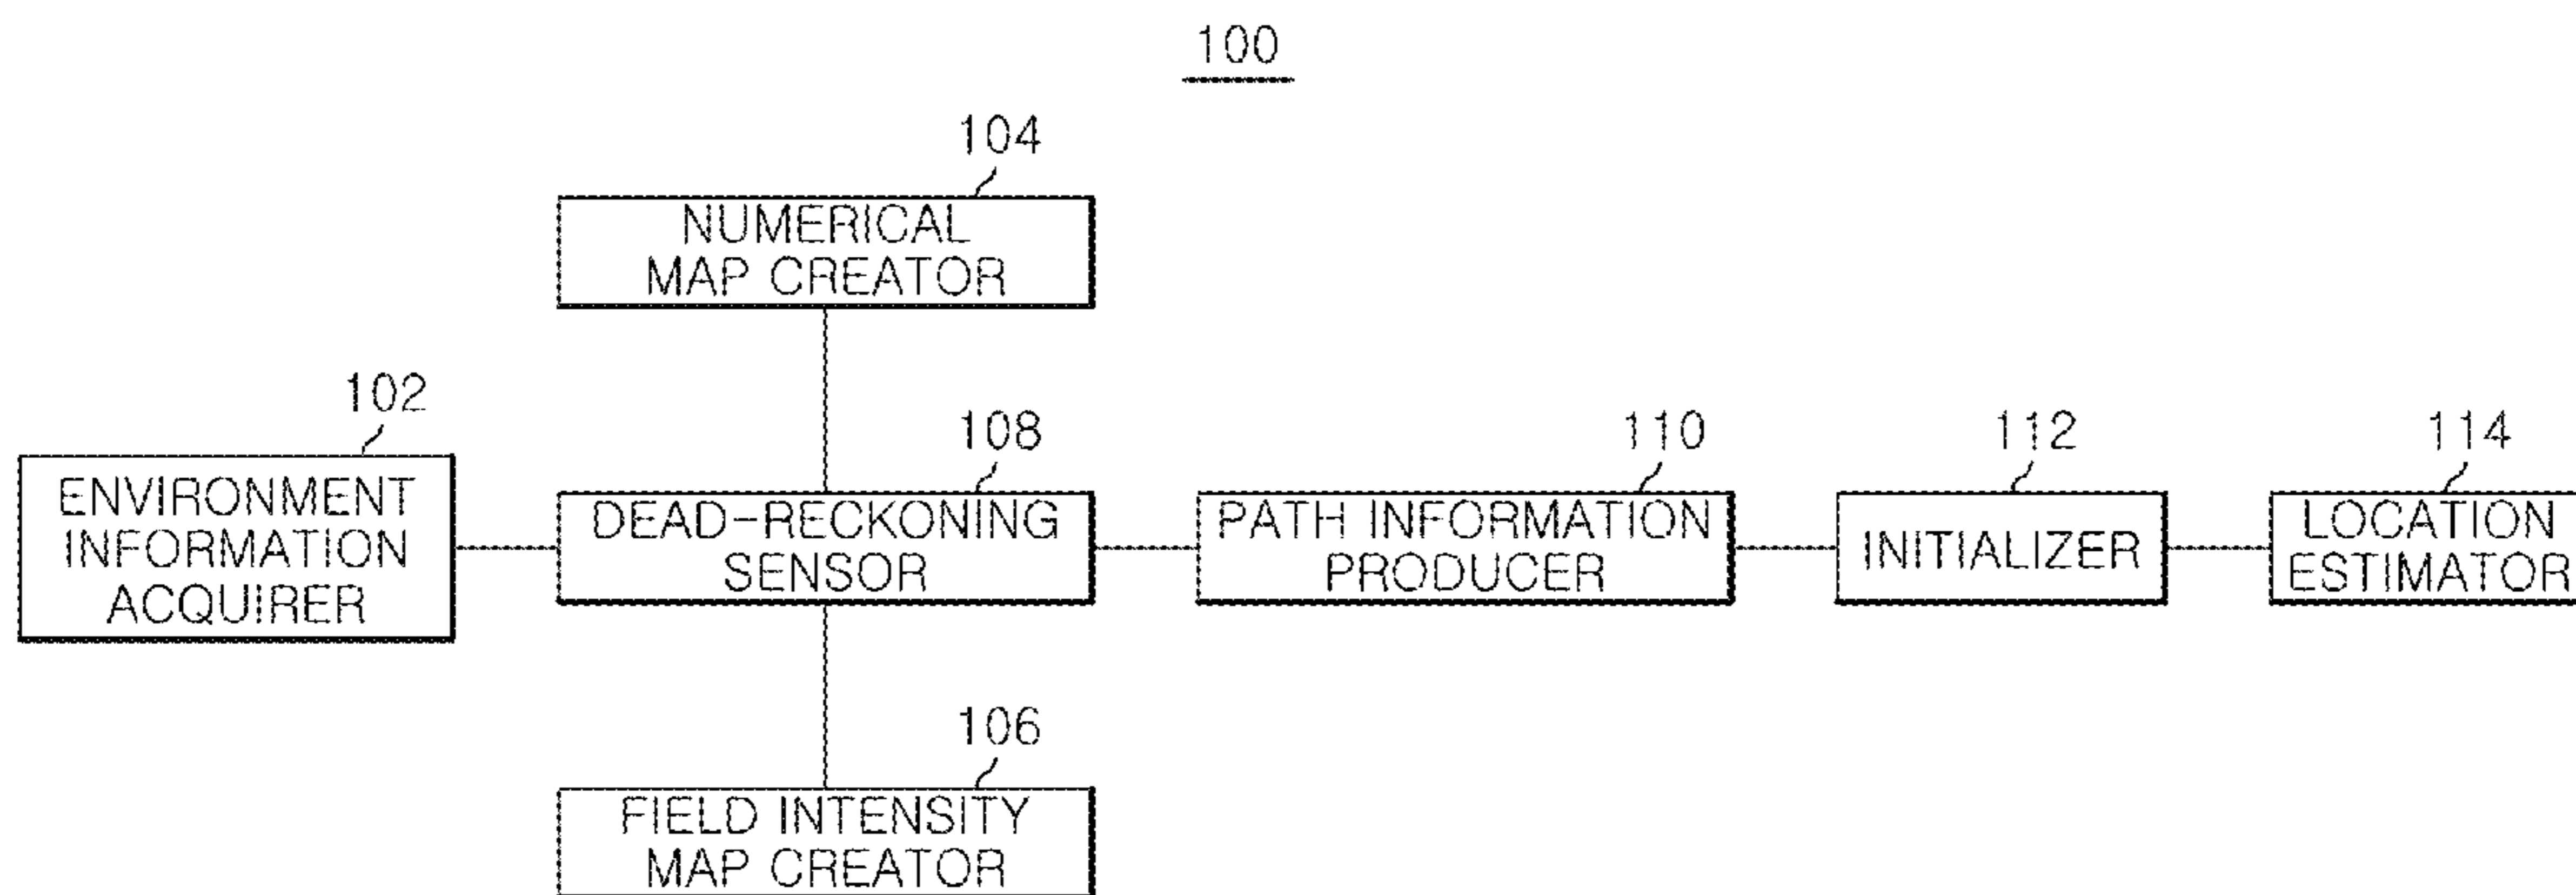 100
104
NUMERICAL
MAP CREATOR
102
ENVIRONMENT
INFORMATION
ACQUIRER
108
DEAD-RECKONING
SENSOR
110
PATH INFORMATION
PRODUCER
112
INITIALIZER
114
LOCATION
ESTIMATOR
106
FIELD INTENSITY
MAP CREATOR